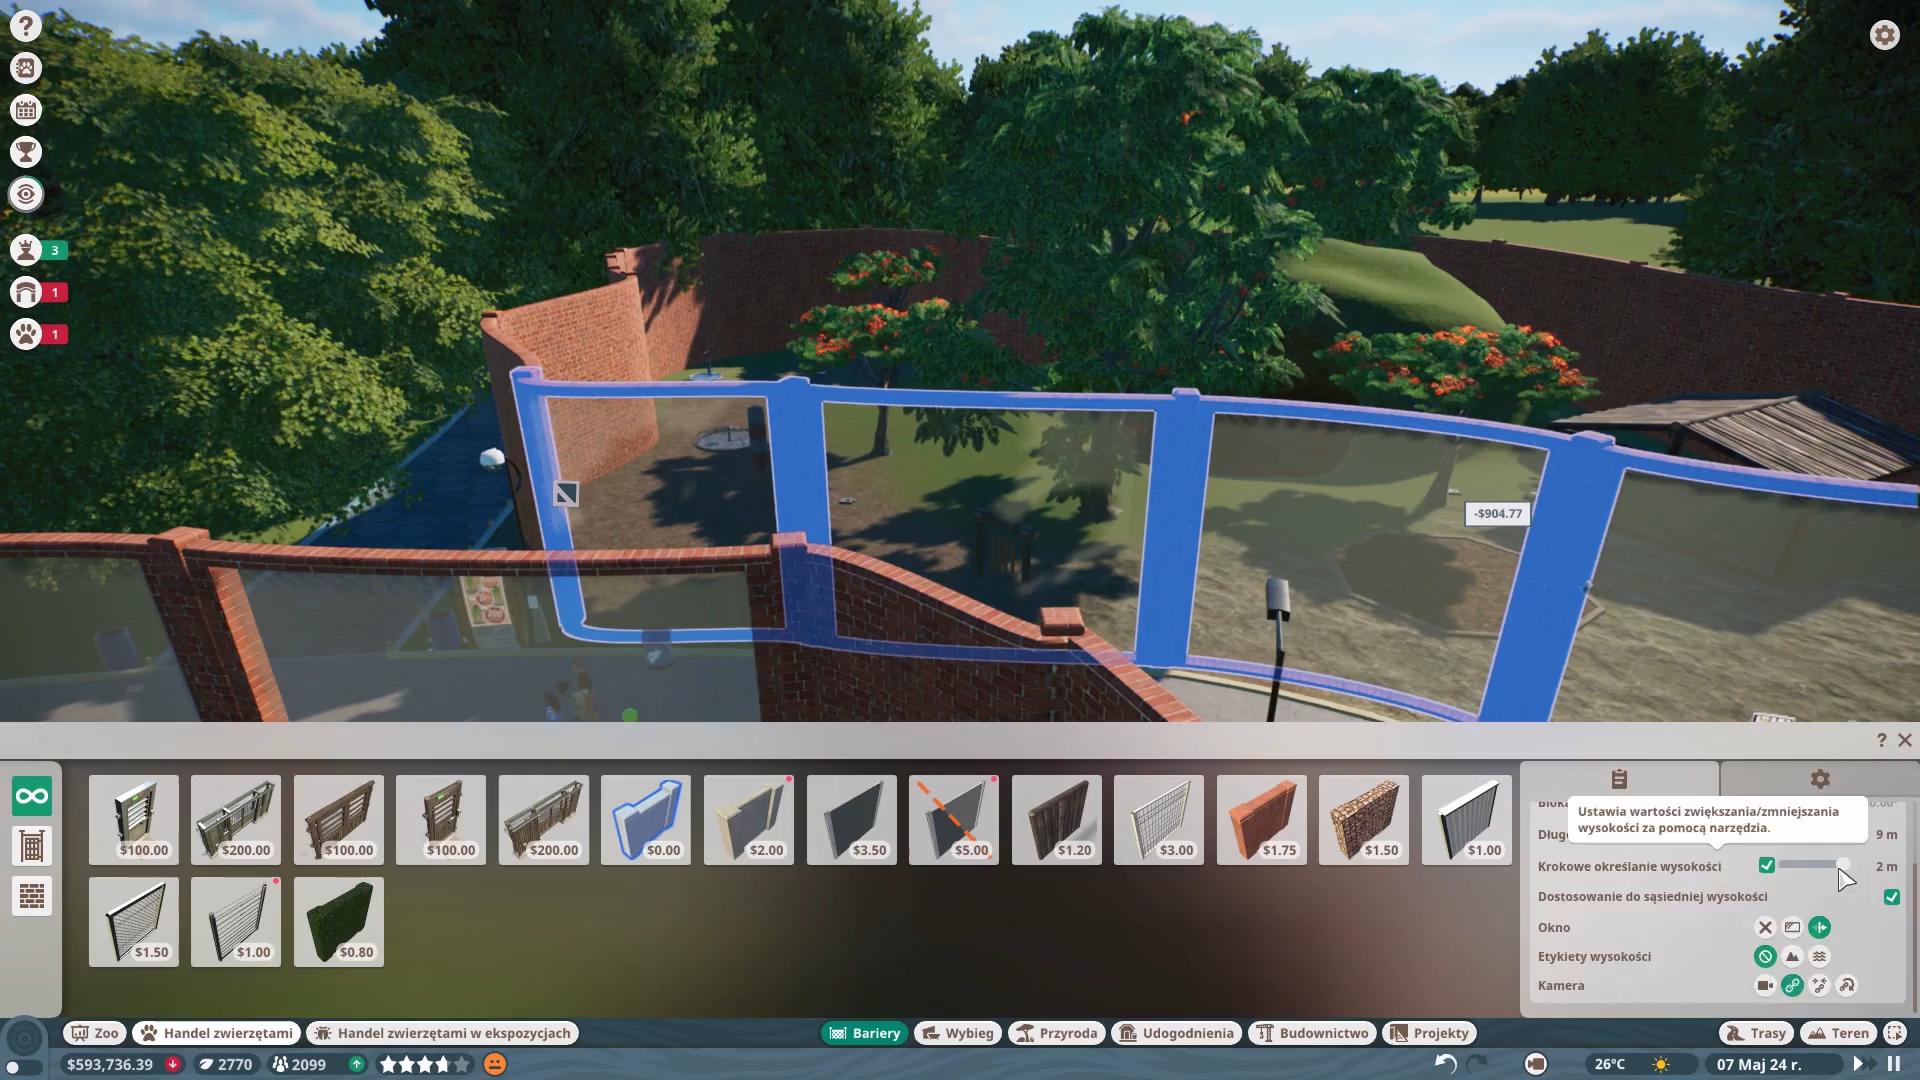 ?
3
1
1
-$904.77
?
$100.00
$200.00
$100.00
$100.00
$200.00
$0.00
$2.00
$3.50
$5.00
$1.20
$3.00
$1.75
$1.50
$1.00
$1.50
$1.00
$0.80
Ustawia wartości zwiększania/zmniejszania
wysokości za pomocą narzędzia.
9 m
Krokowe określanie wysokości 2 m
Dostosowanie do sąsiedniej wysokości
Okno
Etykiety wysokości
Kamera
Zoo
Handel zwierzętami
Handel zwierzętami w ekspozycjach
Bariery
Wybieg
Przyroda
Udogodnienia
Budownictwo
Projekty
Trasy
Teren
$593,736.39
2770
2099
26°C
07 Maj 24 r.